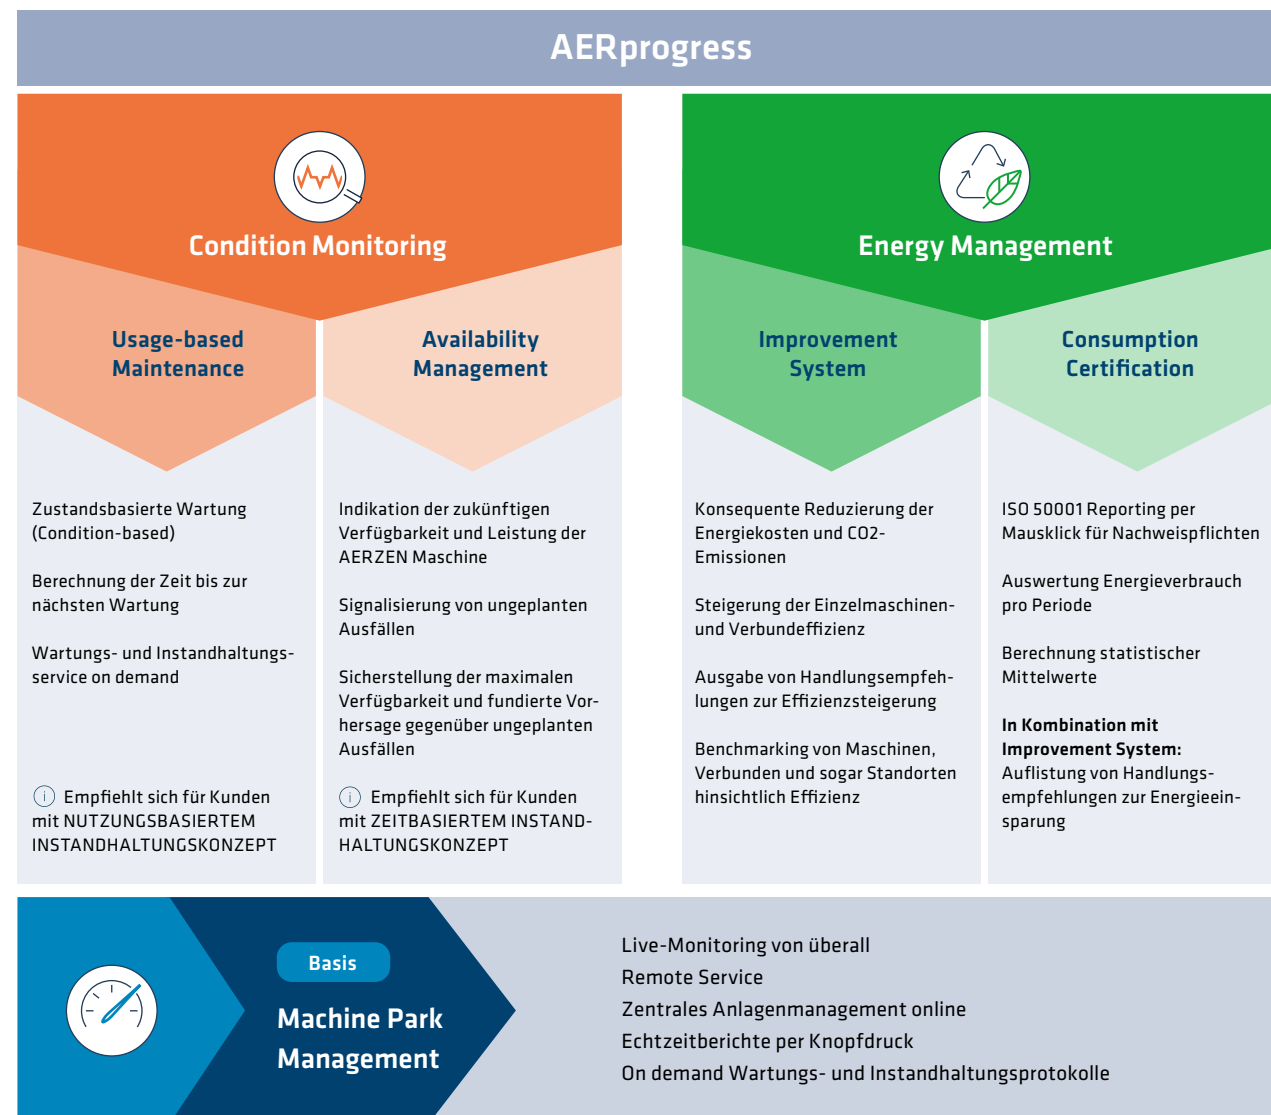 AERprogress
Condition Monitoring
Usage-based
Maintenance
Zustandsbasierte Wartung
(Condition-based)
Berechnung der Zeit bis zur
nächsten Wartung
Wartungs- und Instandhaltungs-
service on demand
i Empfiehlt sich für Kunden
mit NUTZUNGSBASIERTEM
INSTANDHALTUNGSKONZEPT
Availability
Management
Indikation der zukünftigen
Verfügbarkeit und Leistung der
AERZEN Maschine
Signalisierung von ungeplanten
Ausfällen
Sicherstellung der maximalen
Verfügbarkeit und fundierte Vor-
hersage gegenüber ungeplanten
Ausfällen
i Empfiehlt sich für Kunden
mit ZEITBASIERTEM INSTAND-
HALTUNGSKONZEPT
Energy Management
Improvement
System
Konsequente Reduzierung der
Energiekosten und CO2-
Emissionen
Steigerung der Einzelmaschinen-
und Verbundeffizienz
Ausgabe von Handlungsempfeh-
lungen zur Effizienzsteigerung
Benchmarking von Maschinen,
Verbunden und sogar Standorten
hinsichtlich Effizienz
Consumption
Certification
ISO 50001 Reporting per
Mausklick für Nachweispflichten
Auswertung Energieverbrauch
pro Periode
Berechnung statistischer
Mittelwerte
In Kombination mit
Improvement System:
Auflistung von Handlungs-
empfehlungen zur Energieein-
sparung
Basis
Machine Park
Management
Live-Monitoring von überall
Remote Service
Zentrales Anlagenmanagement online
Echtzeitberichte per Knopfdruck
On demand Wartungs- und Instandhaltungsprotokolle